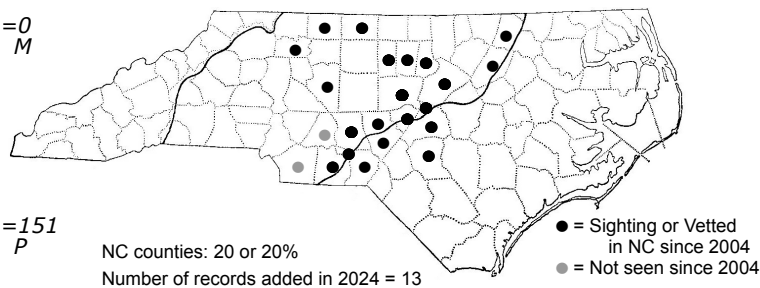 =0
M
=151
P
NC counties: 20 or 20%
Number of records added in 2024 = 13
= Sighting or Vetted
in NC since 2004
= Not seen since 2004